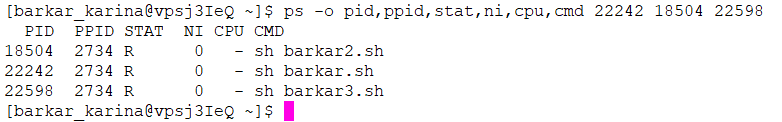 [barkar_karina@vpsj3IeQ ~]$ ps -o pid,ppid,stat,ni,cpu,cmd 22242 18504 22598
  PID  PPID STAT  NI CPU CMD
18504  2734 R      0   - sh barkar2.sh
22242  2734 R      0   - sh barkar.sh
22598  2734 R      0   - sh barkar3.sh
[barkar_karina@vpsj3IeQ ~]$